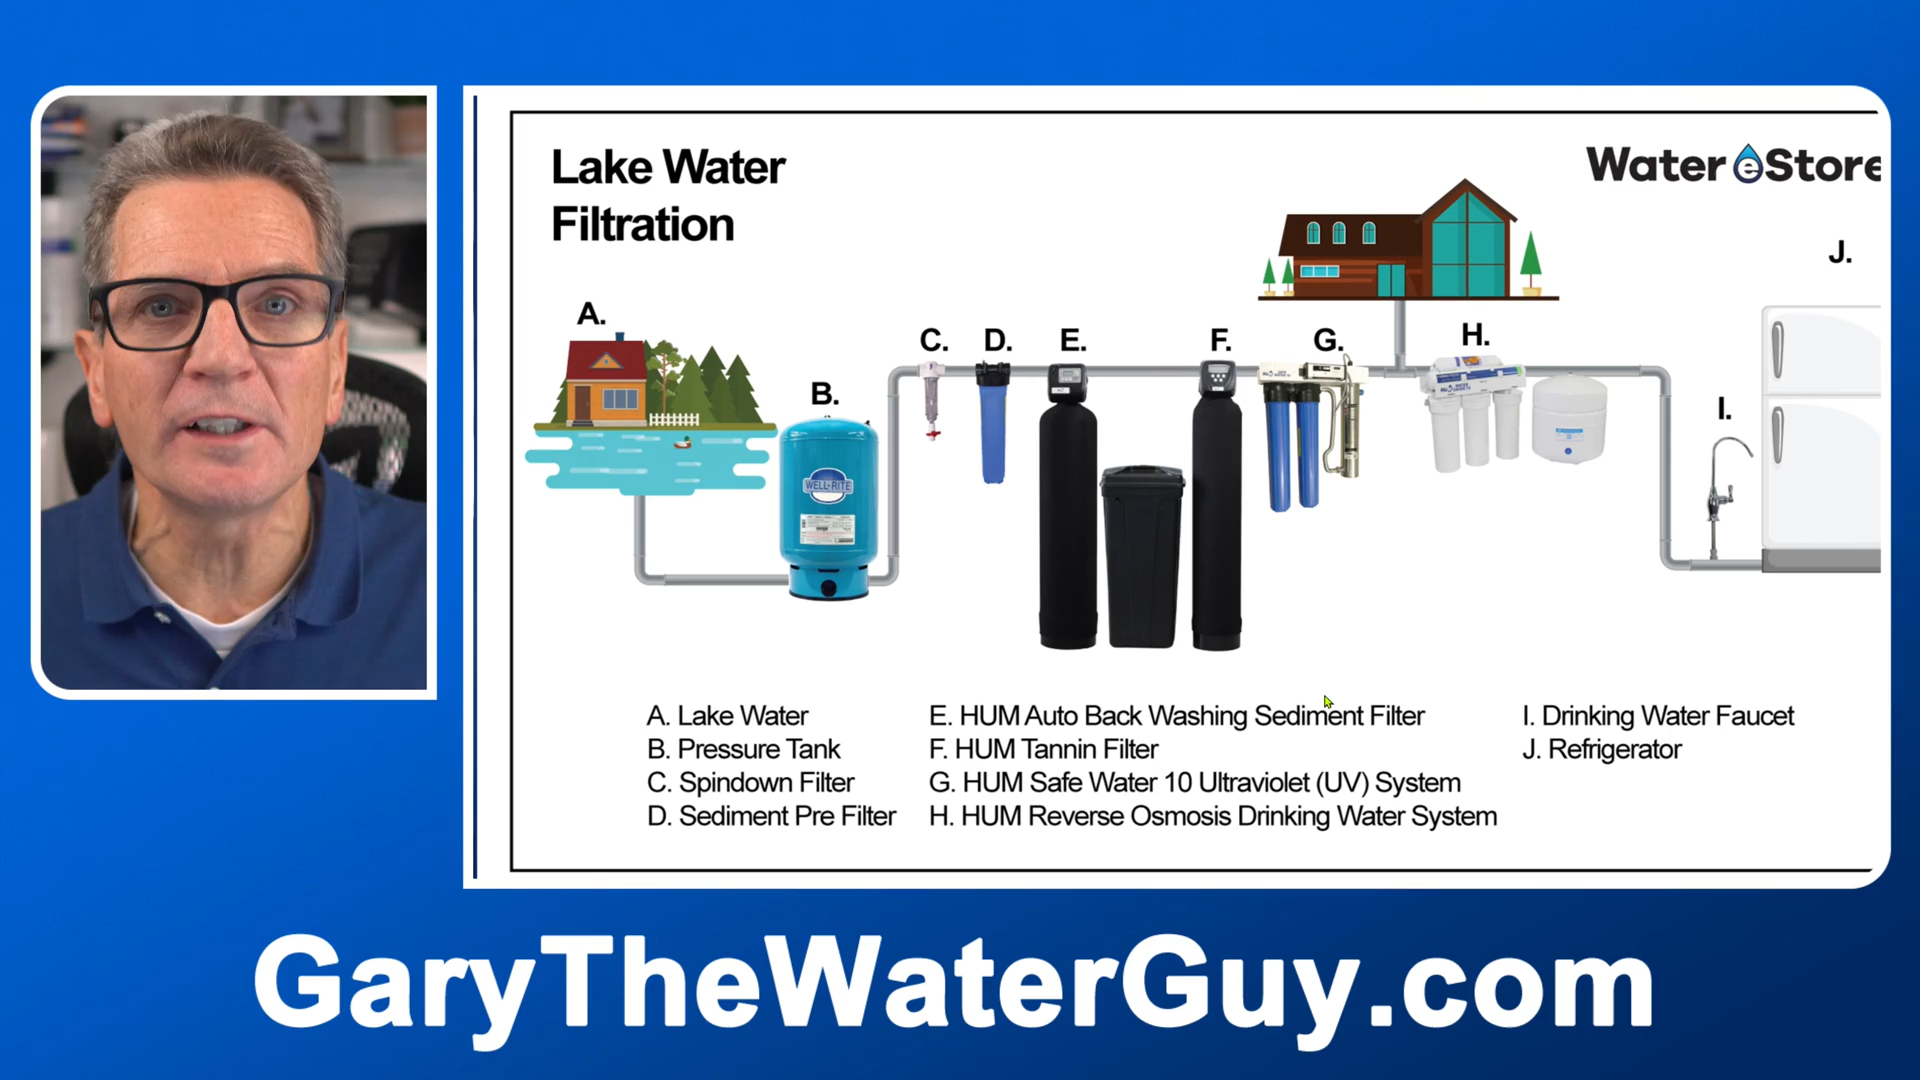 Lake Water
Filtration
Water eStore
A.
B.
C.
D.
E.
F.
G.
H.
I.
J.
WELL-RITE
A. Lake Water
B. Pressure Tank
C. Spindown Filter
D. Sediment Pre Filter
E. HUM Auto Back Washing Sediment Filter
F. HUM Tannin Filter
G. HUM Safe Water 10 Ultraviolet (UV) System
H. HUM Reverse Osmosis Drinking Water System
I. Drinking Water Faucet
J. Refrigerator
GaryTheWaterGuy.com